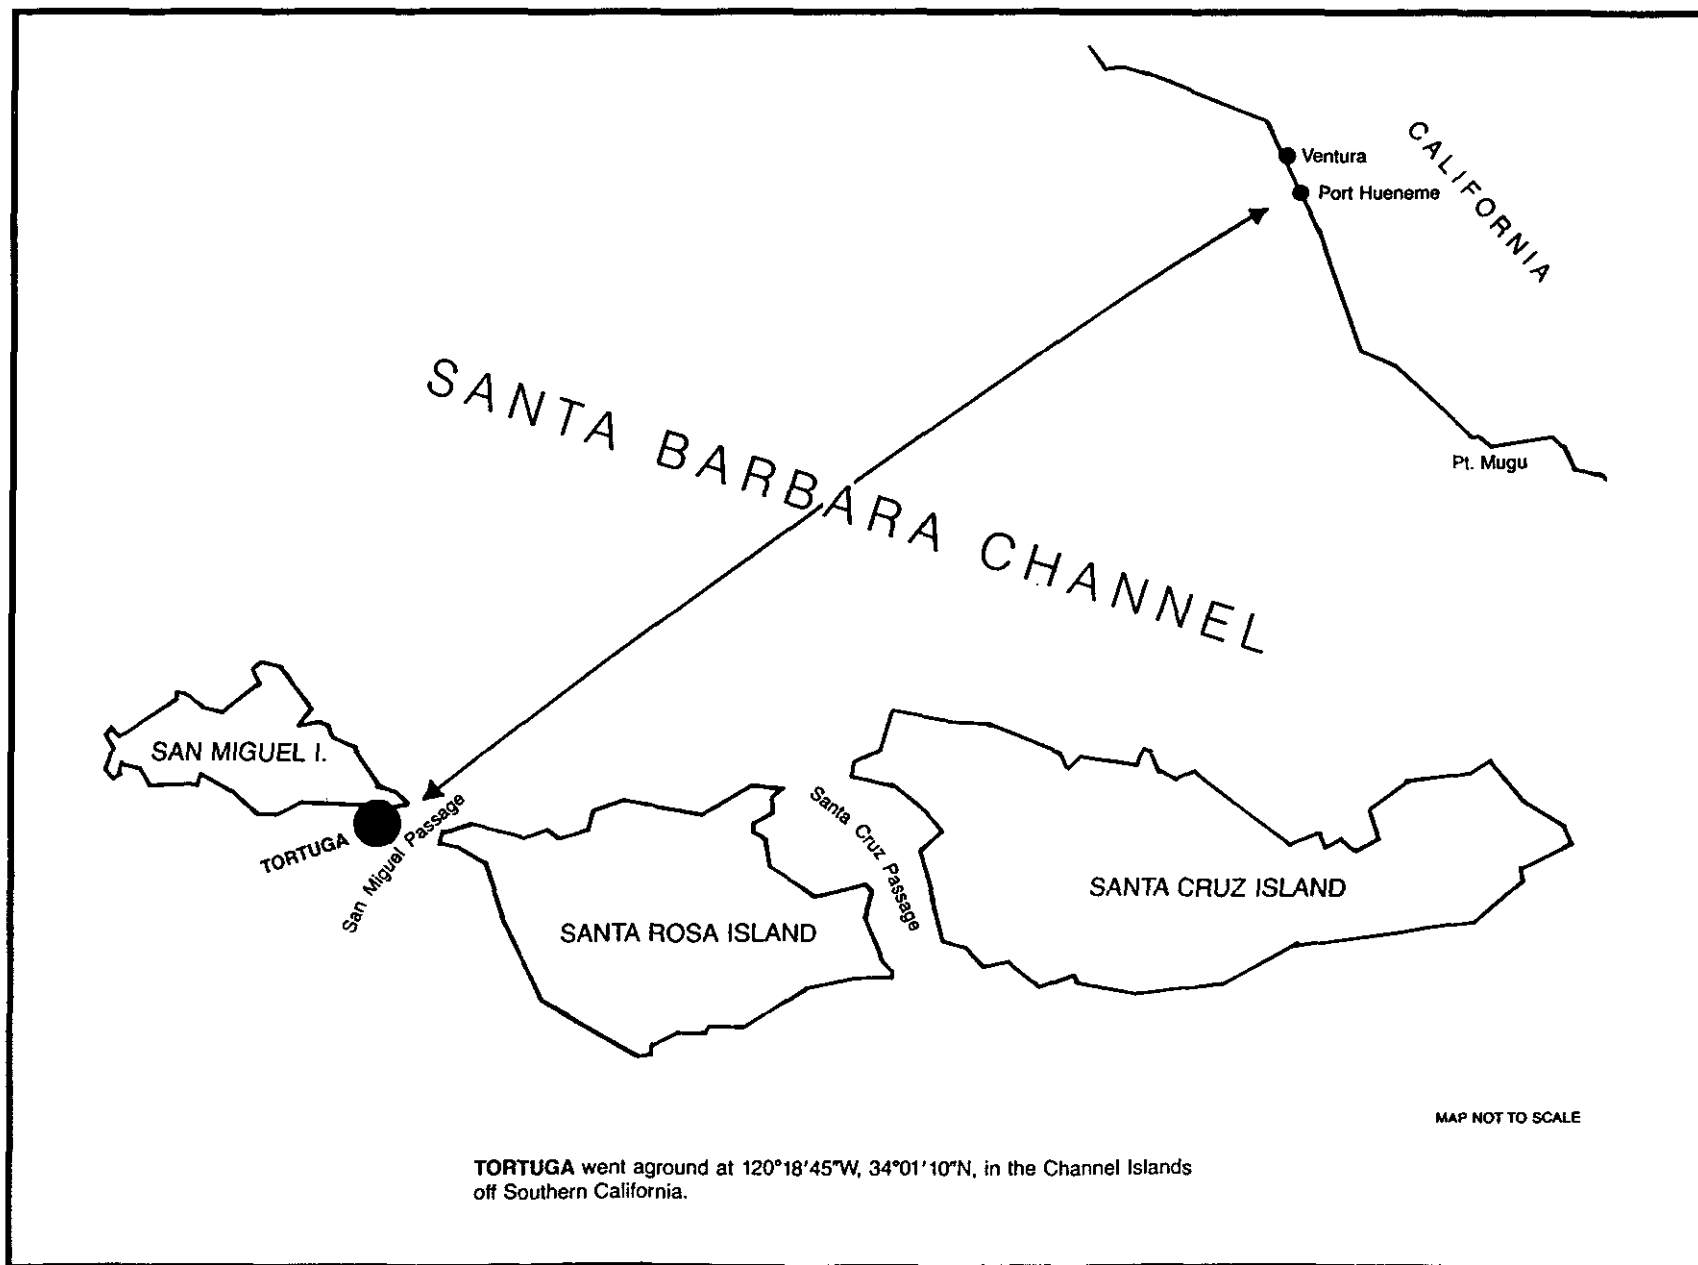 CALIFORNIA
Ventura
Port Hueneme
SANTA BARBARA CHANNEL
Pt. Mugu
SAN MIGUEL I.
TORTUGA
San Miguel Passage
Santa Cruz Passage
SANTA ROSA ISLAND
SANTA CRUZ ISLAND
MAP NOT TO SCALE
TORTUGA went aground at 120°18'45"W, 34°01'10"N, in the Channel Islands
off Southern California.